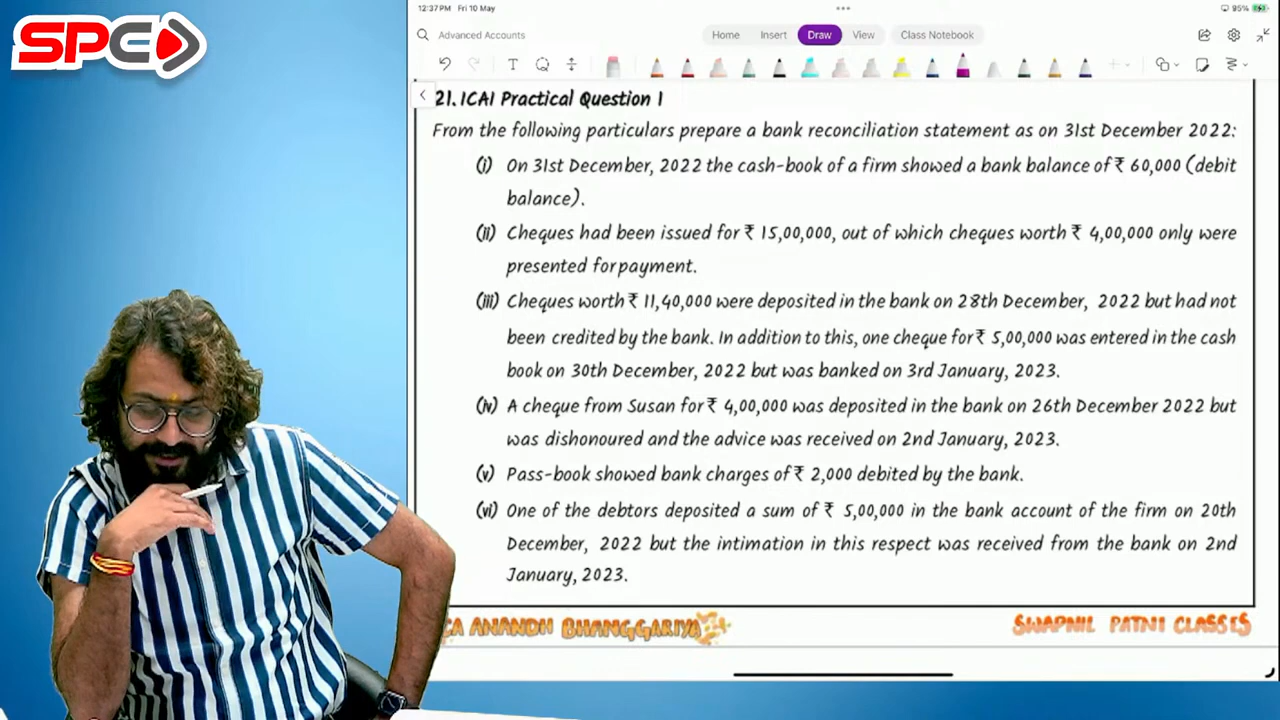 SPC
12:37PM Fri 10 May
95%
Advanced Accounts
Home Insert Draw View Class Notebook
21. ICAI Practical Question 1
From the following particulars prepare a bank reconciliation statement as on 31st December 2022:
(i) On 31st December, 2022 the cash-book of a firm showed a bank balance of ₹ 60,000 (debit
balance).
(ii) Cheques had been issued for ₹ 15,00,000, out of which cheques worth ₹ 4,00,000 only were
presented for payment.
(iii) Cheques worth ₹ 11,40,000 were deposited in the bank on 28th December, 2022 but had not
been credited by the bank. In addition to this, one cheque for ₹ 5,00,000 was entered in the cash
book on 30th December, 2022 but was banked on 3rd January, 2023.
(iv) A cheque from Susan for ₹ 4,00,000 was deposited in the bank on 26th December 2022 but
was dishonoured and the advice was received on 2nd January, 2023.
(v) Pass-book showed bank charges of ₹ 2,000 debited by the bank.
(vi) One of the debtors deposited a sum of ₹ 5,00,000 in the bank account of the firm on 20th
December, 2022 but the intimation in this respect was received from the bank on 2nd
January, 2023.
CA ANANDH BHANGGARIYA
SWAPNIL PATNI CLASSES